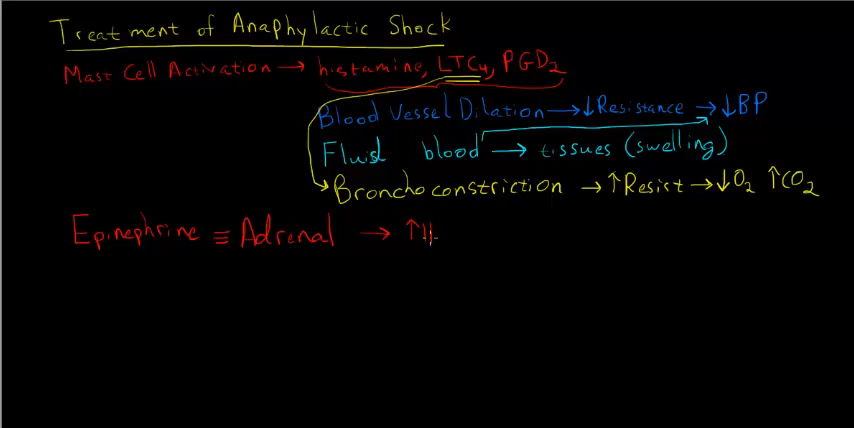 Treatment of Anaphylactic Shock
Mast Cell Activation → histamine, LTC4, PGD2
Blood Vessel Dilation → ↓Resistance → ↓BP
Fluid blood → tissues (swelling)
Bronchoconstriction → ↑Resist → ↓O2 ↑CO2
Epinephrine ≡ Adrenal → ↑H